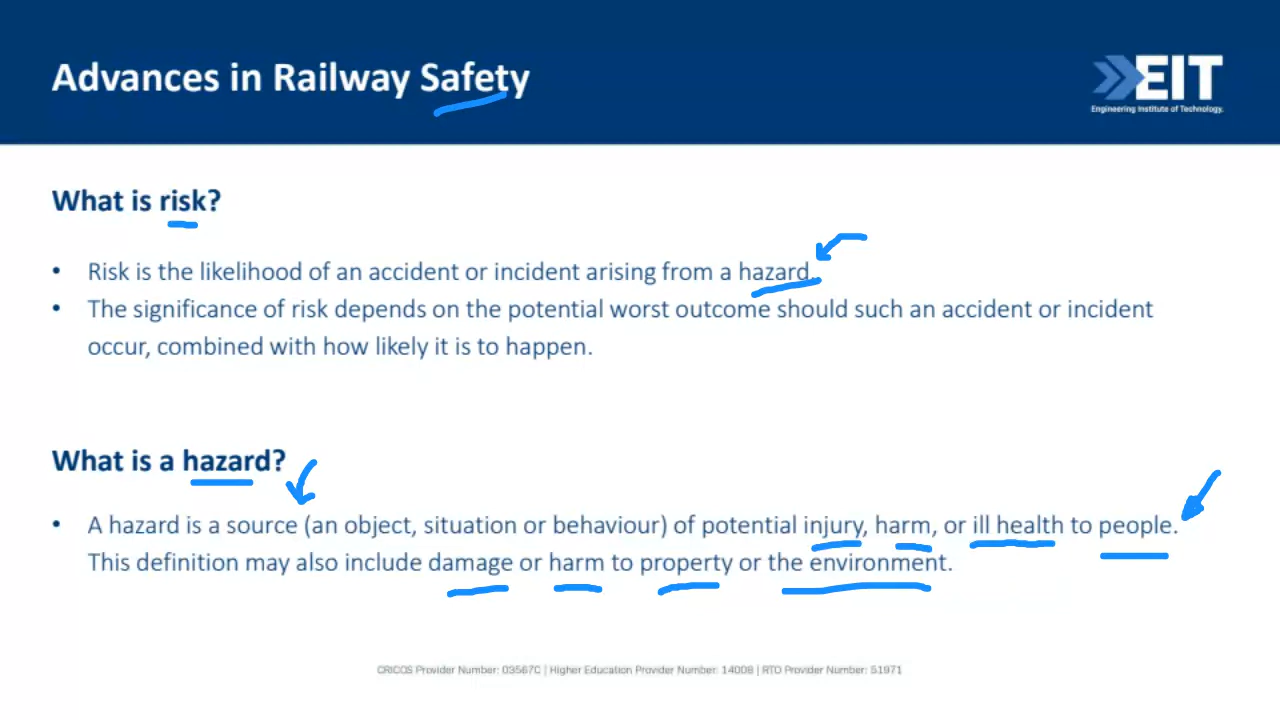 Advances in Railway Safety
EIT
Engineering Institute of Technology.
What is risk?
• Risk is the likelihood of an accident or incident arising from a hazard.
• The significance of risk depends on the potential worst outcome should such an accident or incident
occur, combined with how likely it is to happen.
What is a hazard?
• A hazard is a source (an object, situation or behaviour) of potential injury, harm, or ill health to people.
This definition may also include damage or harm to property or the environment.
CRICOS Provider Number: 03567C | Higher Education Provider Number: 14008 | RTO Provider Number: 51971